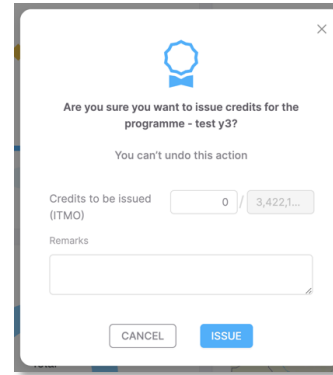 Are you sure you want to issue credits for the
programme - test y3?
You can't undo this action
Credits to be issued
(ITMO)
0 / 3,422,1...
Remarks
CANCEL
ISSUE
Total